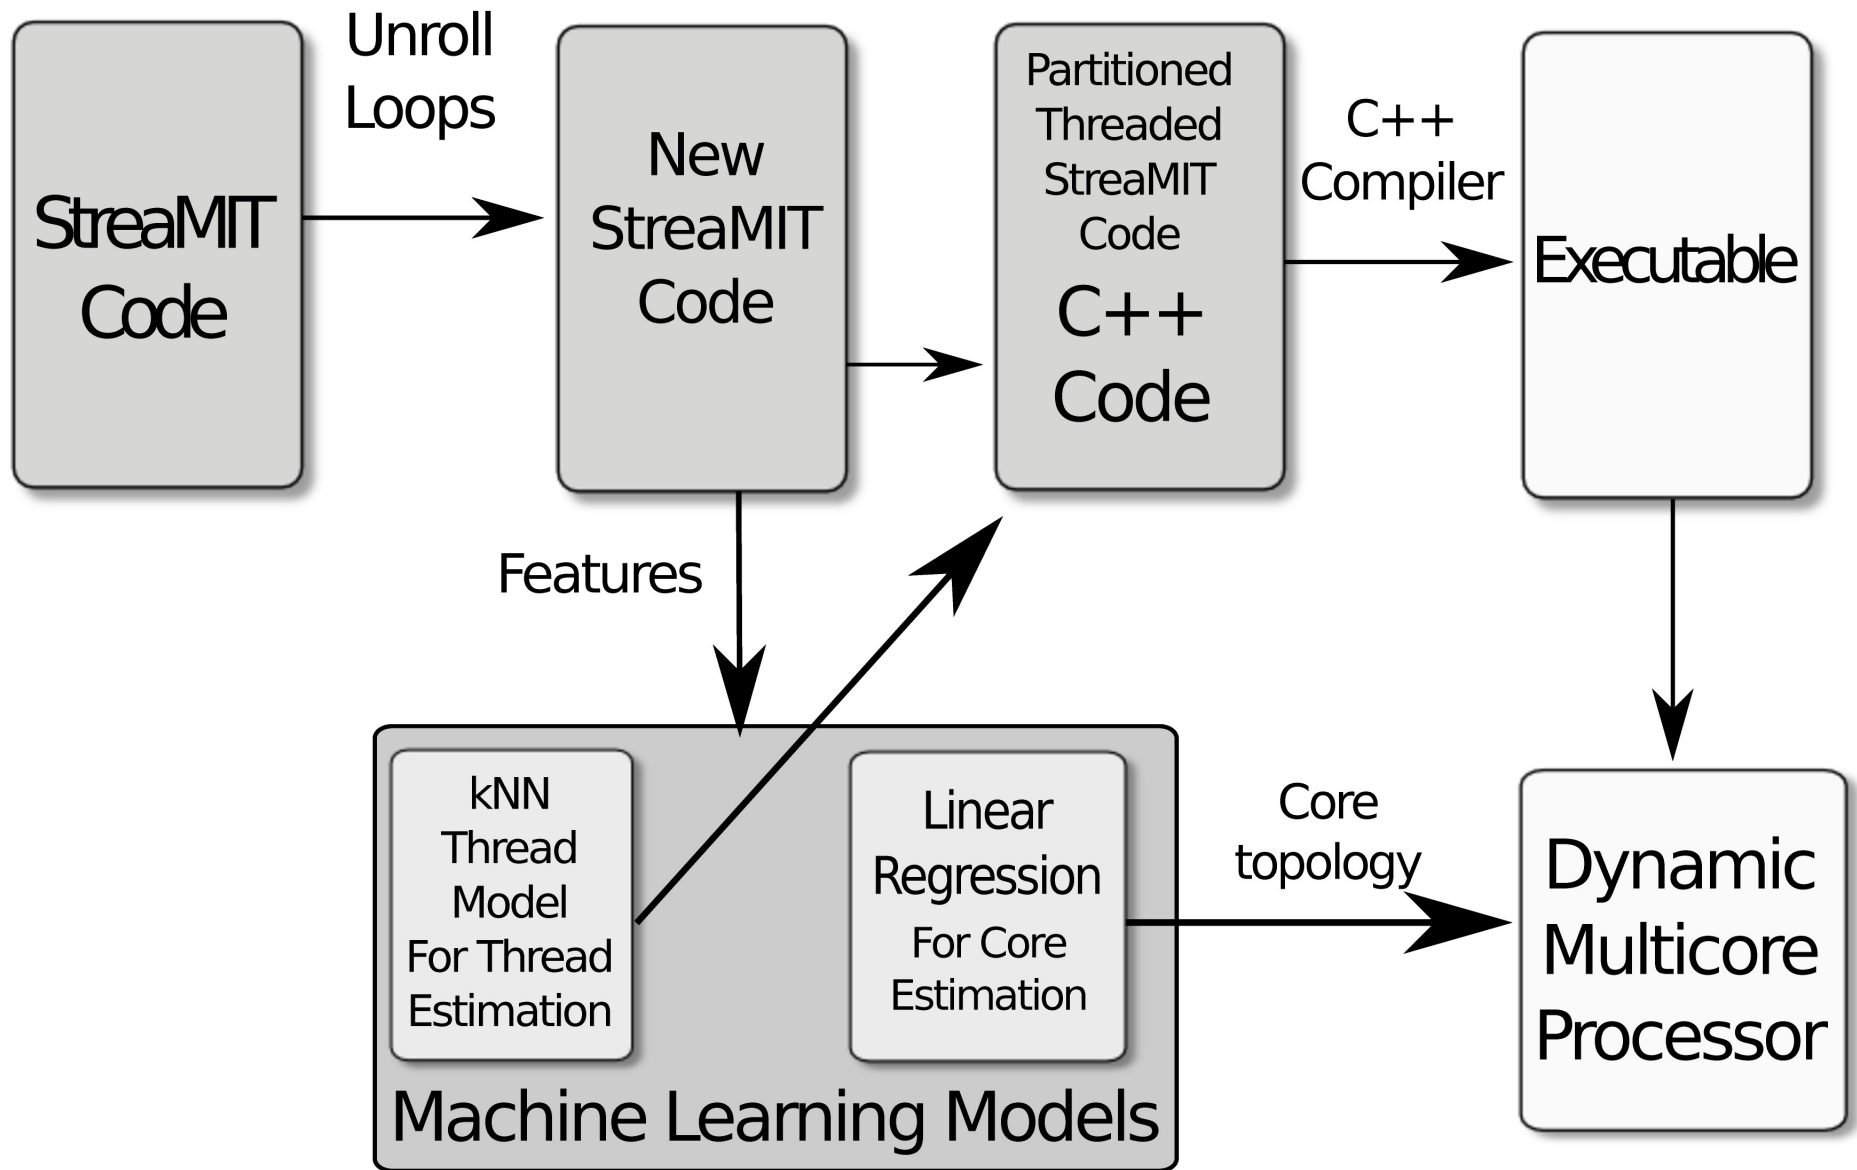 StreaMIT
Code
Unroll
Loops
New
StreaMIT
Code
Partitioned
Threaded
StreaMIT
Code
C++
Code
C++
Compiler
Executable
Features
kNN
Thread
Model
For Thread
Estimation
Linear
Regression
For Core
Estimation
Machine Learning Models
Core
topology
Dynamic
Multicore
Processor